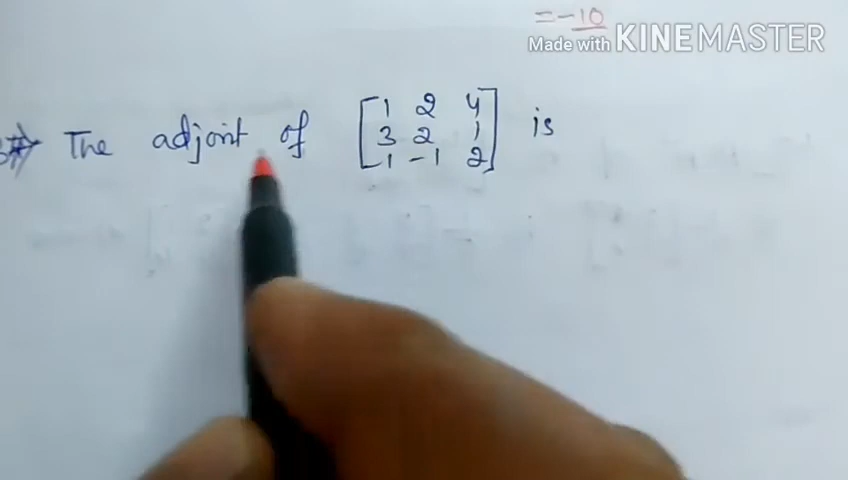 =-10
Made with KINEMASTER
The adjoint of [1 2 4 is
3 2 1
1 -1 2]